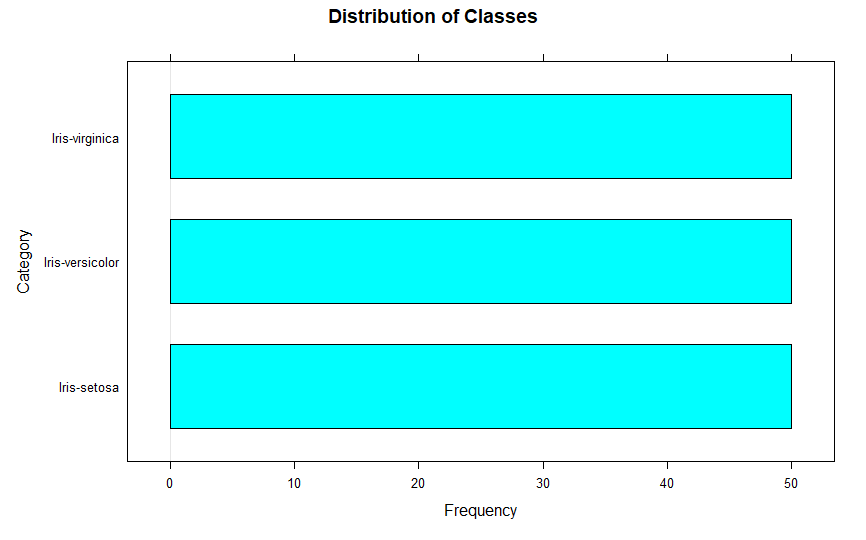 Distribution of Classes
Iris-virginica
Iris-versicolor
Iris-setosa
Category
0 10 20 30 40 50
Frequency